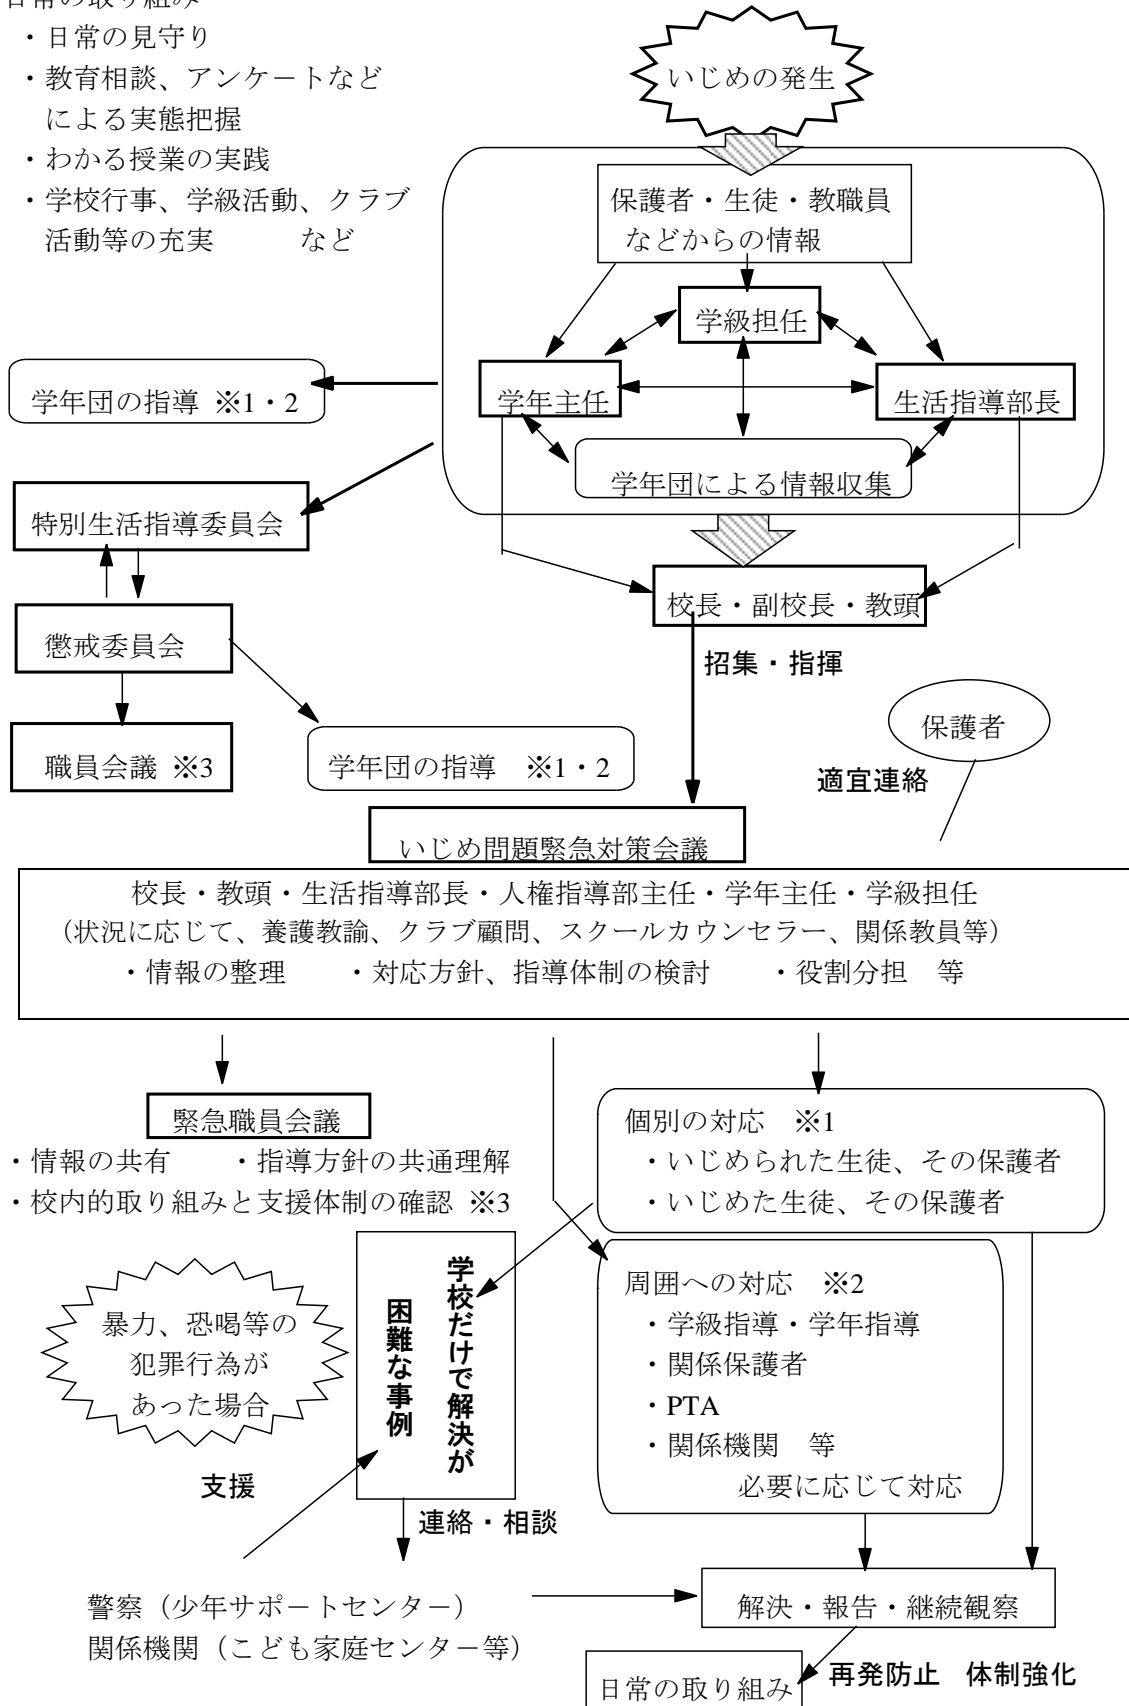 日常の取り組み
・日常の見守り
・教育相談、アンケートなど
による実態把握
・わかる授業の実践
・学校行事、学級活動、クラブ
活動等の充実　　　など
いじめの発生
保護者・生徒・教職員
などからの情報
学級担任
学年主任
生活指導部長
学年団による情報収集
学年団の指導 ※1・2
特別生活指導委員会
懲戒委員会
職員会議 ※3
学年団の指導　※1・2
校長・副校長・教頭
招集・指揮
保護者
適宜連絡
いじめ問題緊急対策会議
校長・教頭・生活指導部長・人権指導部主任・学年主任・学級担任
（状況に応じて、養護教諭、クラブ顧問、スクールカウンセラー、関係教員等）
・情報の整理　　・対応方針、指導体制の検討　　・役割分担　等
緊急職員会議
・情報の共有　　・指導方針の共通理解
・校内的取り組みと支援体制の確認 ※3
個別の対応　※1
・いじめられた生徒、その保護者
・いじめた生徒、その保護者
周囲への対応　※2
・学級指導・学年指導
・関係保護者
・PTA
・関係機関　等
必要に応じて対応
学校だけで解決が
困難な事例
暴力、恐喝等の
犯罪行為が
あった場合
支援
連絡・相談
警察（少年サポートセンター）
関係機関（こども家庭センター等）
解決・報告・継続観察
再発防止　体制強化
日常の取り組み